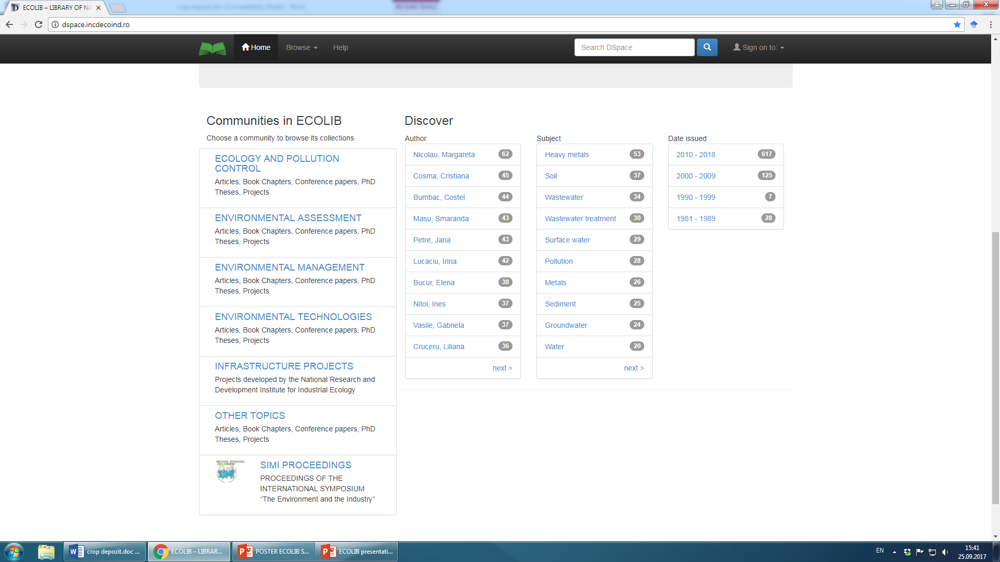 ECOLIB – LIBRARY OF NA
dspace.incdecoind.ro
Home Browse Help Search DSpace Sign on to:
Communities in ECOLIB
Choose a community to browse its collections.
ECOLOGY AND POLLUTION
CONTROL
Articles, Book Chapters, Conference papers, PhD
Theses, Projects
ENVIRONMENTAL ASSESSMENT
Articles, Book Chapters, Conference papers, PhD
Theses, Projects
ENVIRONMENTAL MANAGEMENT
Articles, Book Chapters, Conference papers, PhD
Theses, Projects
ENVIRONMENTAL TECHNOLOGIES
Articles, Book Chapters, Conference papers, PhD
Theses, Projects
INFRASTRUCTURE PROJECTS
Projects developed by the National Research and
Development Institute for Industrial Ecology
OTHER TOPICS
Articles, Book Chapters, Conference papers, PhD
Theses, Projects
SIMI
SIMI PROCEEDINGS
PROCEEDINGS OF THE
INTERNATIONAL SYMPOSIUM
“The Environment and the Industry”
Discover
Author
Nicolau, Margareta 62
Cosma, Cristiana 45
Bumbac, Costel 44
Masu, Smaranda 43
Petre, Jana 43
Lucaciu, Irina 42
Bucur, Elena 38
Nitoi, Ines 37
Vasile, Gabriela 37
Cruceru, Liliana 36
next >
Subject
Heavy metals 53
Soil 37
Wastewater 34
Wastewater treatment 30
Surface water 29
Pollution 28
Metals 26
Sediment 25
Groundwater 24
Water 20
next >
Date issued
2010 - 2018 617
2000 - 2009 125
1990 - 1999 7
1981 - 1989 28
crop depozit.doc ... ECOLIB – LIBRAR... POSTER ECOLIB S... ECOLIB presentati... EN 15:41
25.09.2017